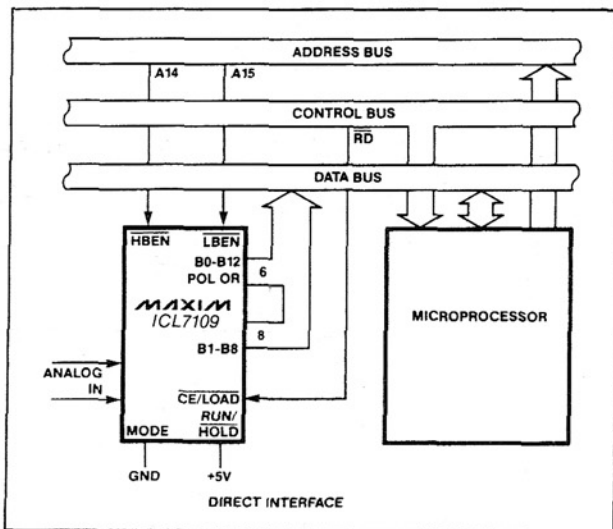 ADDRESS BUS
A14
A15
CONTROL BUS
RD
DATA BUS
HBEN
LBEN
B0-B12
POL OR
6
MAXIM
ICL7109
8
B1-B8
MICROPROCESSOR
ANALOG
IN
CE/LOAD
RUN/
HOLD
MODE
GND
+5V
DIRECT INTERFACE